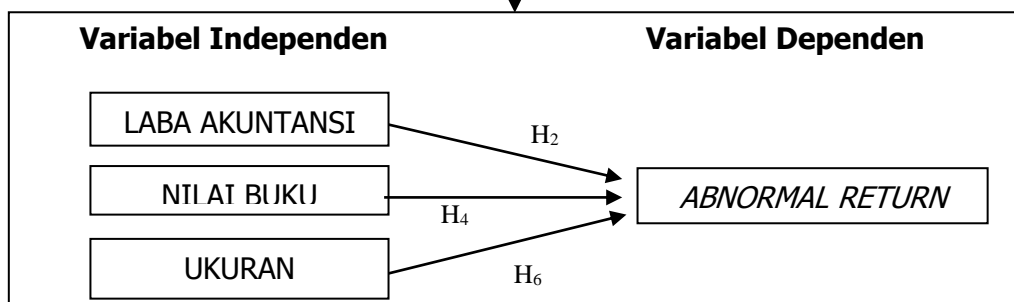 Variabel Independen
Variabel Dependen
LABA AKUNTANSI
H2
NILAI BUKU
H4
ABNORMAL RETURN
UKURAN
H6